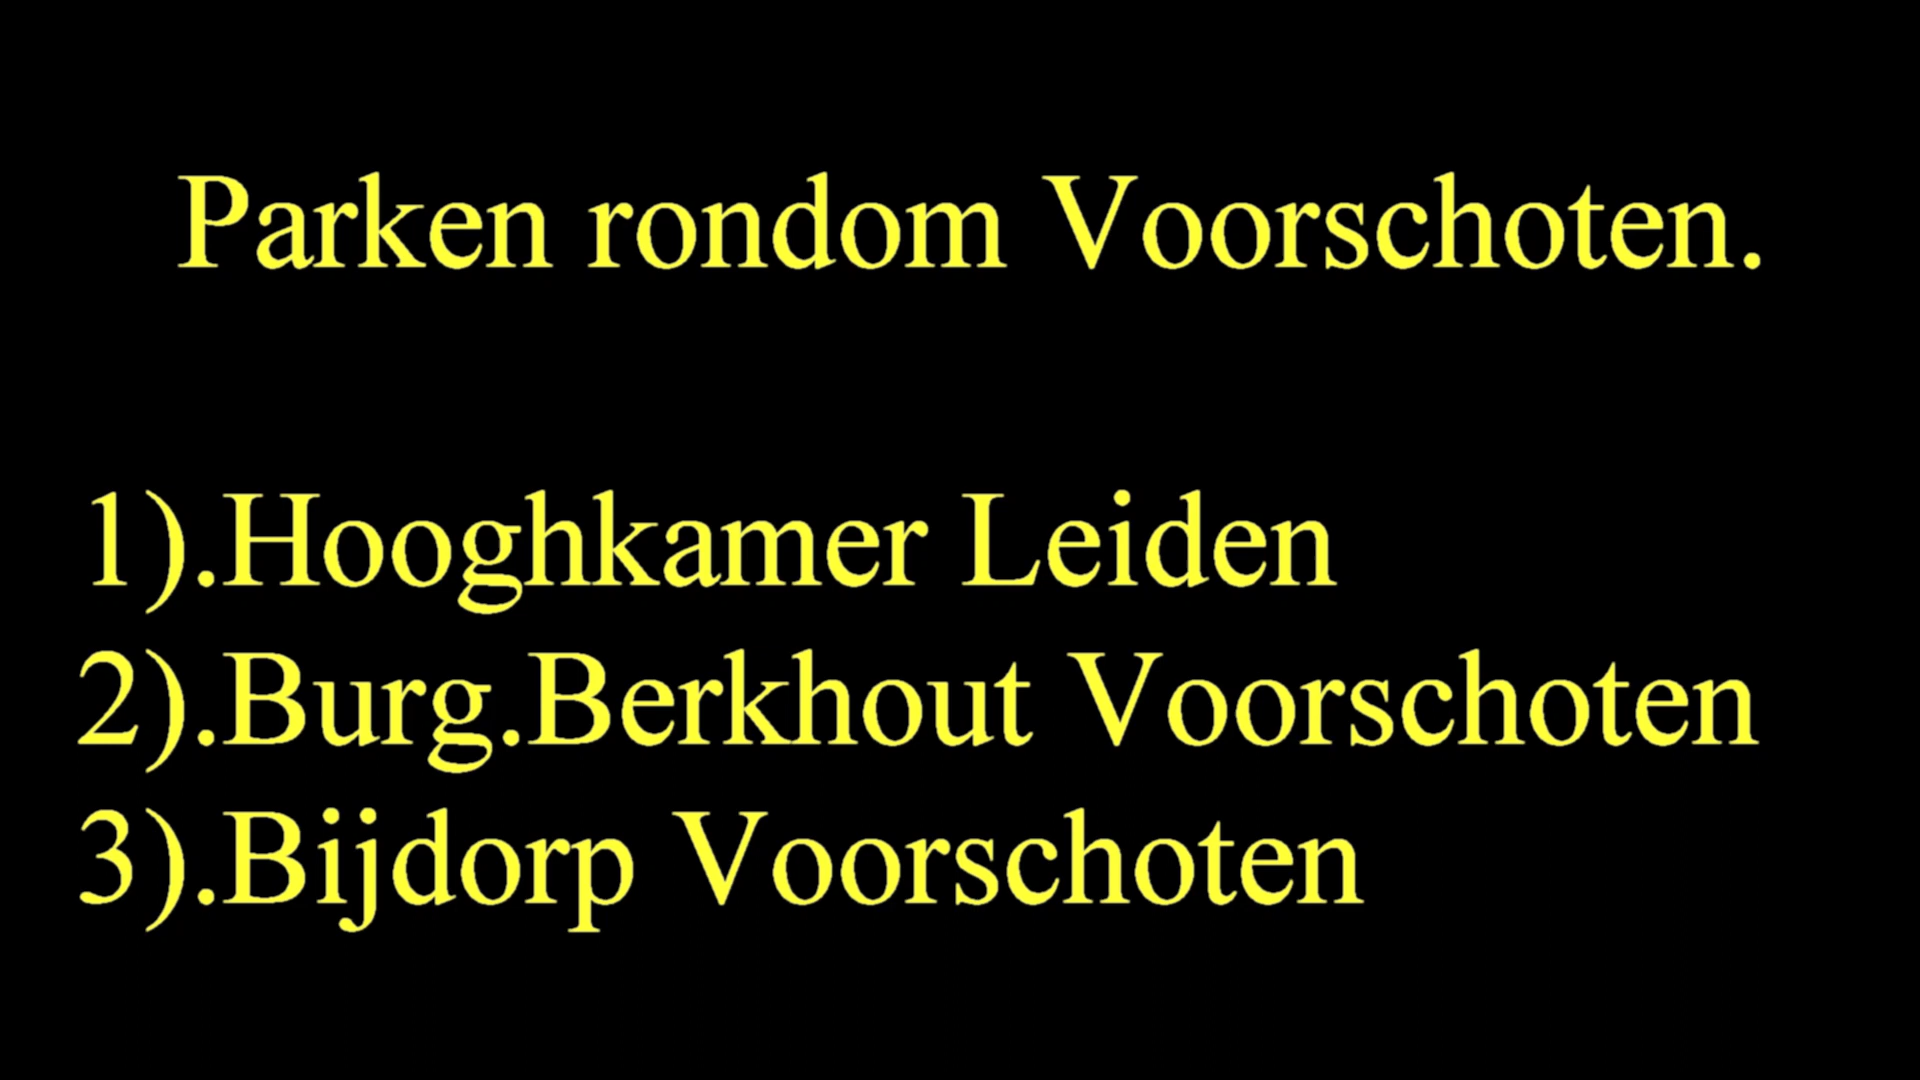 Parken rondom Voorschoten.
1).Hooghkamer Leiden
2).Burg.Berkhout Voorschoten
3).Bijdorp Voorschoten